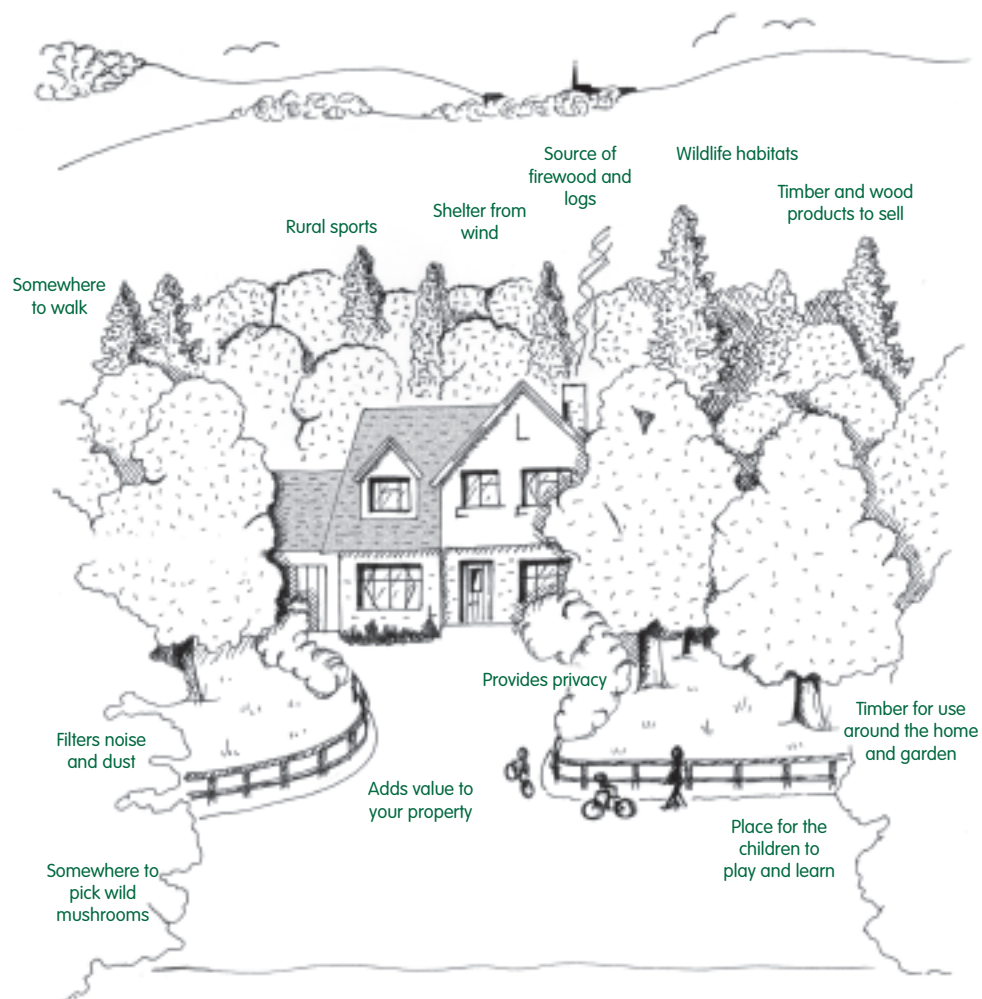 Source of
firewood and
logs
Wildlife habitats
Timber and wood
products to sell
Shelter from
wind
Rural sports
Somewhere
to walk
Provides privacy
Timber for use
around the home
and garden
Filters noise
and dust
Adds value to
your property
Place for the
children to
play and learn
Somewhere to
pick wild
mushrooms